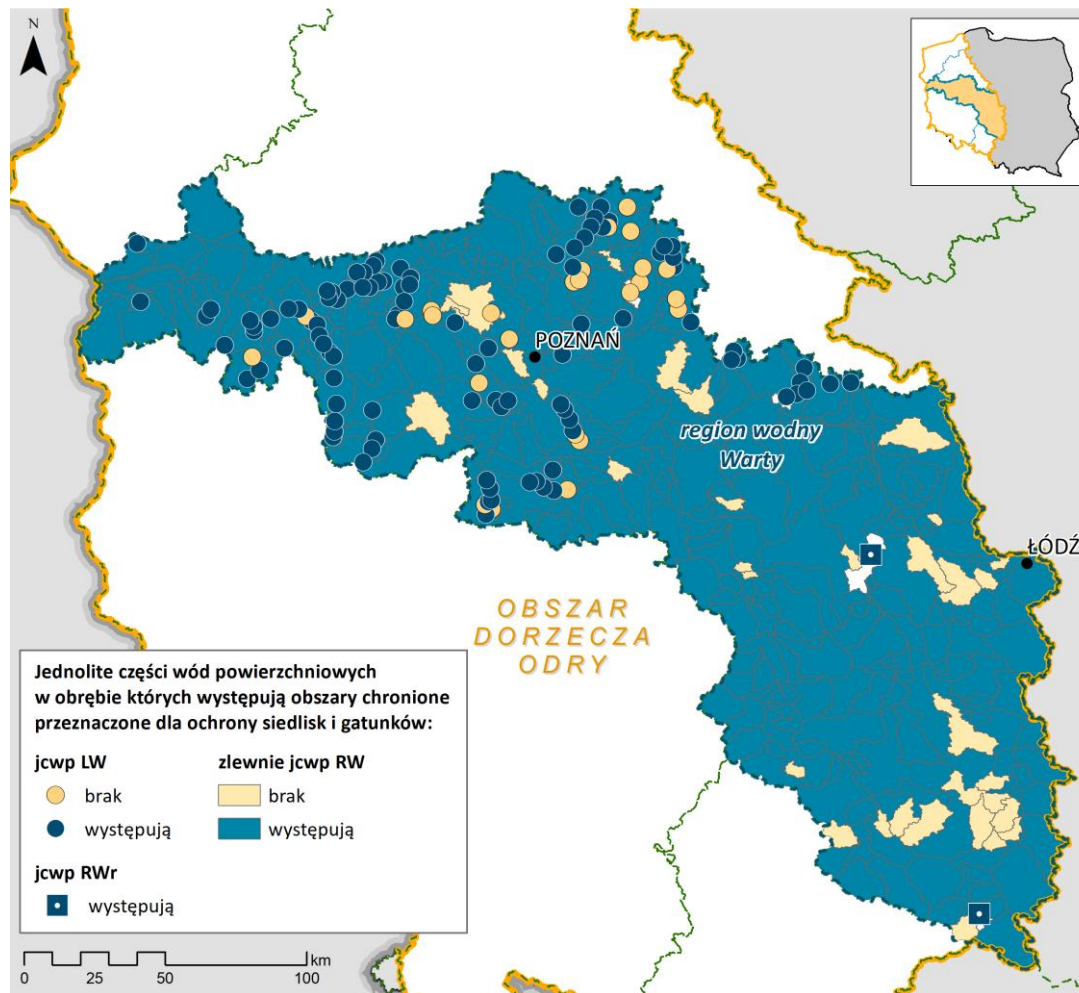 N
POZNAŃ
region wodny
Warty
ŁÓDŹ
OBSZAR
DORZECZA
ODRY
Jednolite części wód powierzchniowych
w obrębie których występują obszary chronione
przeznaczone dla ochrony siedlisk i gatunków:
jcwp LW
brak
występują
zlewnie jcwp RW
brak
występują
jcwp RWr
występują
km
0 25 50 100